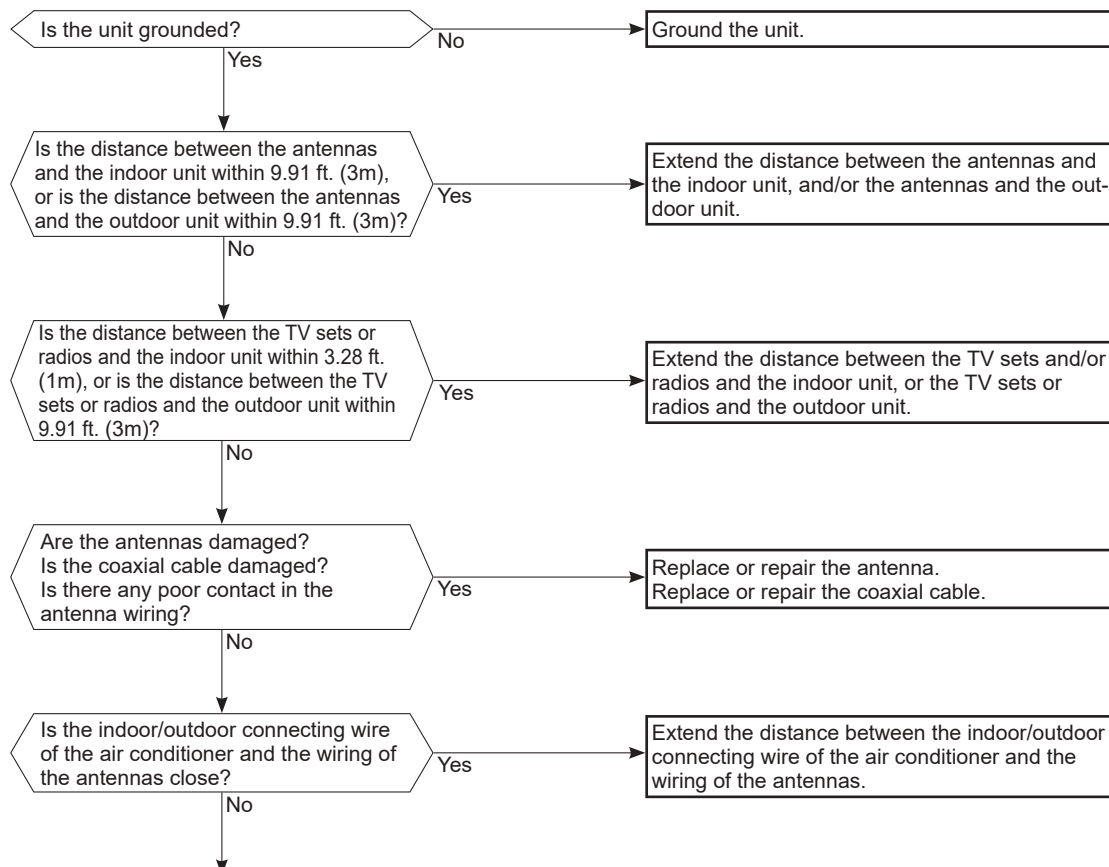 Is the unit grounded?
No
Ground the unit.
Yes
Is the distance between the antennas
and the indoor unit within 9.91 ft. (3m),
or is the distance between the antennas
and the outdoor unit within 9.91 ft. (3m)?
Yes
Extend the distance between the antennas and
the indoor unit, and/or the antennas and the out-
door unit.
No
Is the distance between the TV sets or
radios and the indoor unit within 3.28 ft.
(1m), or is the distance between the TV
sets or radios and the outdoor unit within
9.91 ft. (3m)?
Yes
Extend the distance between the TV sets and/or
radios and the indoor unit, or the TV sets or
radios and the outdoor unit.
No
Are the antennas damaged?
Is the coaxial cable damaged?
Is there any poor contact in the
antenna wiring?
Yes
Replace or repair the antenna.
Replace or repair the coaxial cable.
No
Is the indoor/outdoor connecting wire
of the air conditioner and the wiring of
the antennas close?
Yes
Extend the distance between the indoor/outdoor
connecting wire of the air conditioner and the
wiring of the antennas.
No